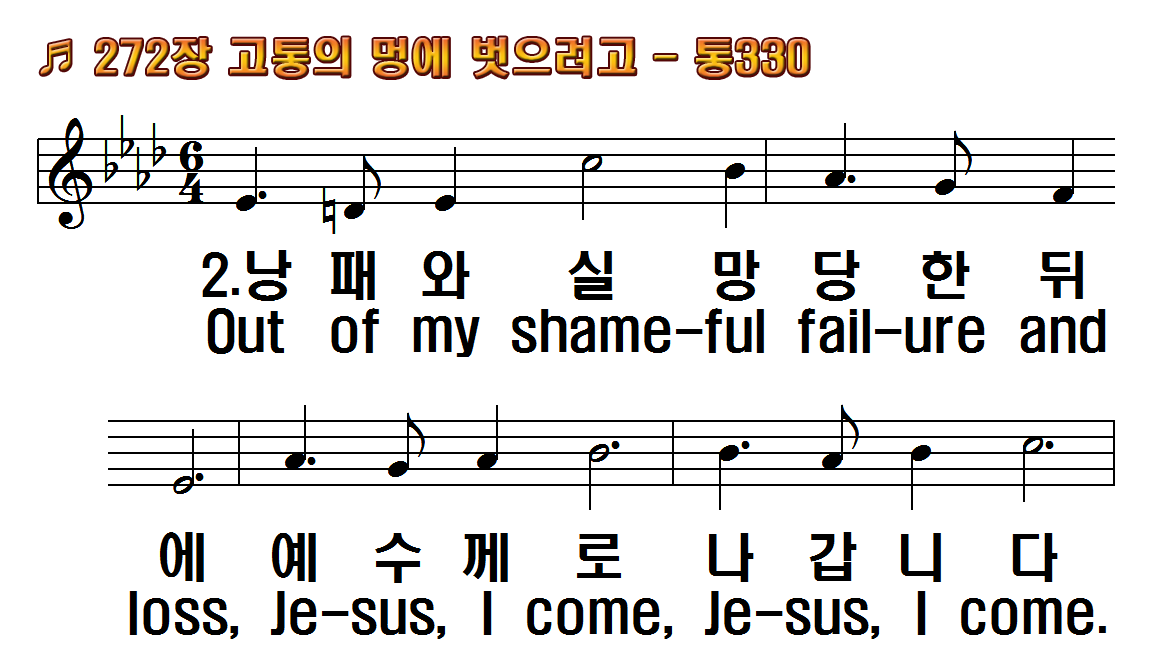 ♬ 272장 고통의 멍에 벗으려고 - 통330
6
4
2.낭 패 와 실 망 당 한 뒤
Out of my shame-ful fail-ure and
에 예 수 께 로 나 갑 니 다
loss, Je-sus, I come, Je-sus, I come.